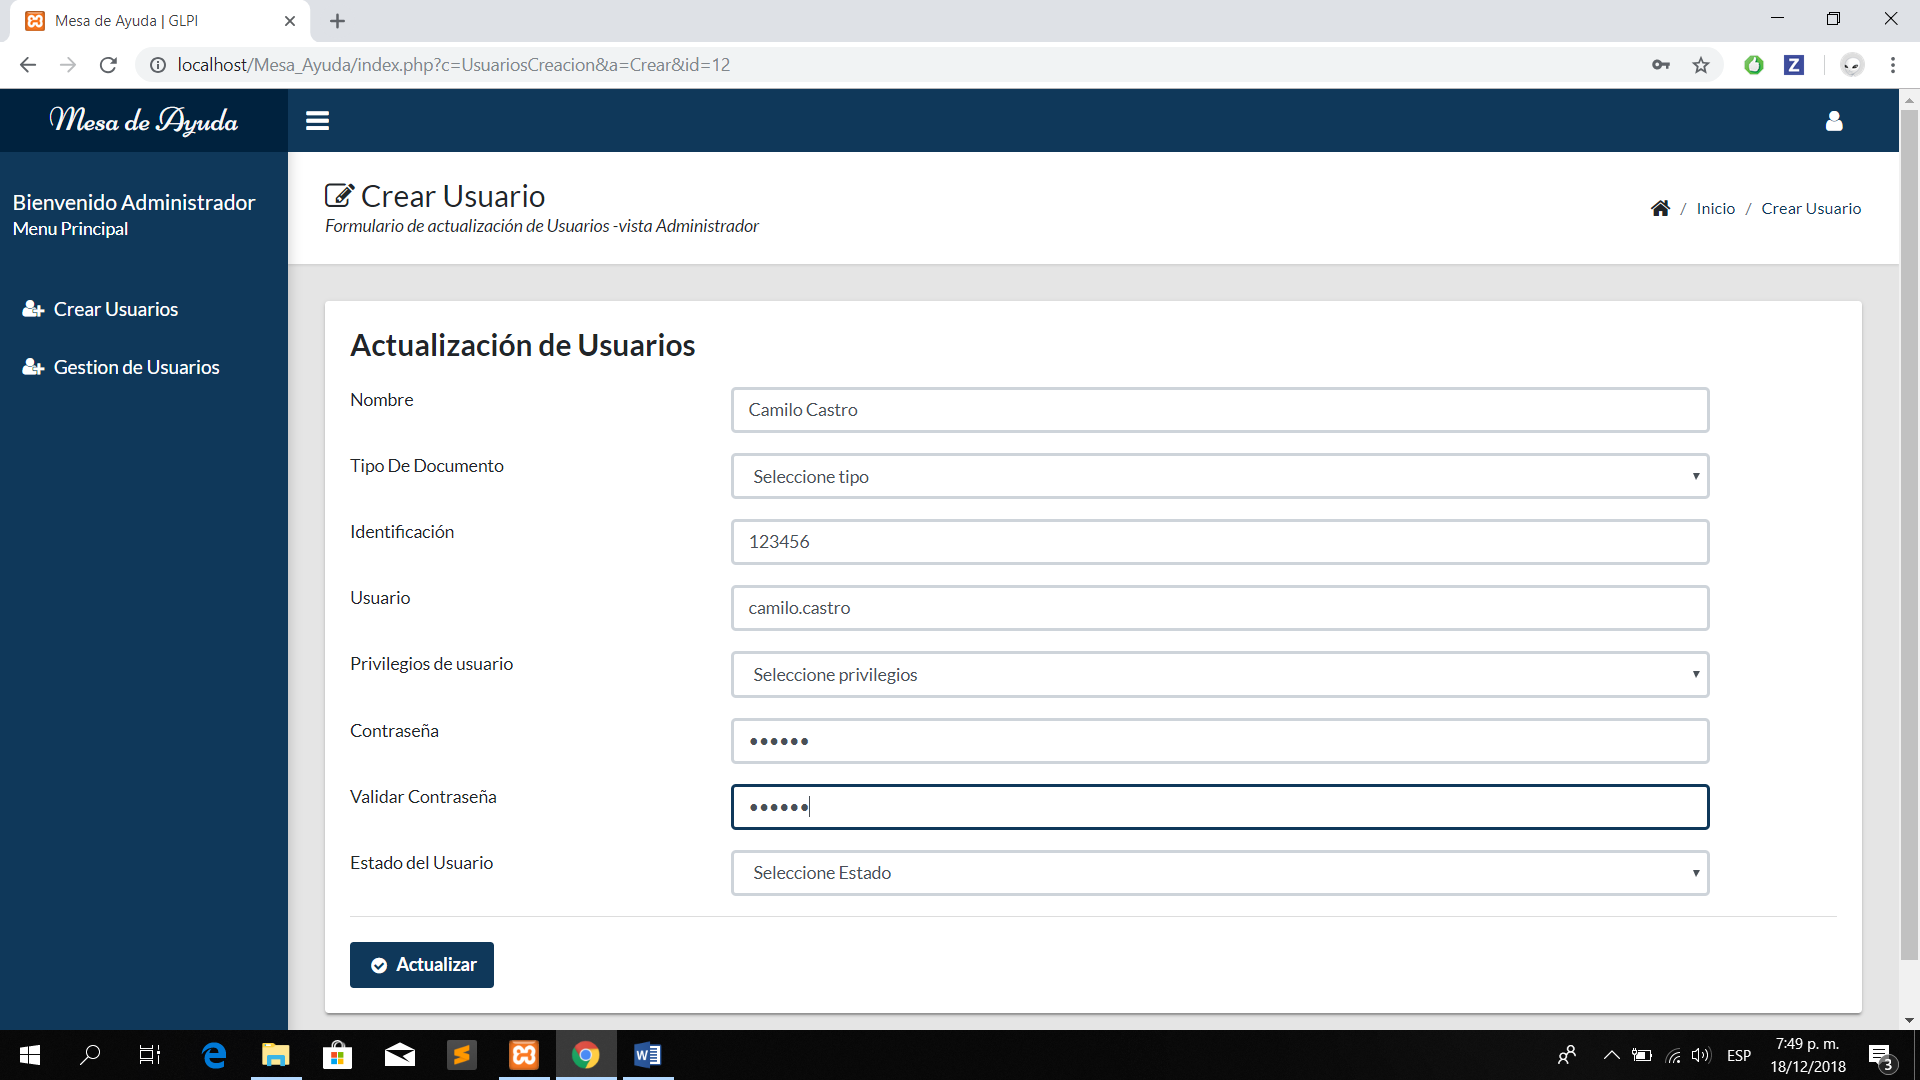 Mesa de Ayuda | GLPI
localhost/Mesa_Ayuda/index.php?c=UsuariosCreacion&a=Crear&id=12
Z
Mesa de Ayuda
Bienvenido Administrador
Menu Principal
Crear Usuarios
Gestion de Usuarios
Crear Usuario
Formulario de actualización de Usuarios -vista Administrador
/ Inicio / Crear Usuario
Actualización de Usuarios
Nombre
Camilo Castro
Tipo De Documento
Seleccione tipo
Identificación
123456
Usuario
camilo.castro
Privilegios de usuario
Seleccione privilegios
Contraseña
••••••
Validar Contraseña
••••••
Estado del Usuario
Seleccione Estado
Actualizar
ESP
7:49 p. m.
18/12/2018
3